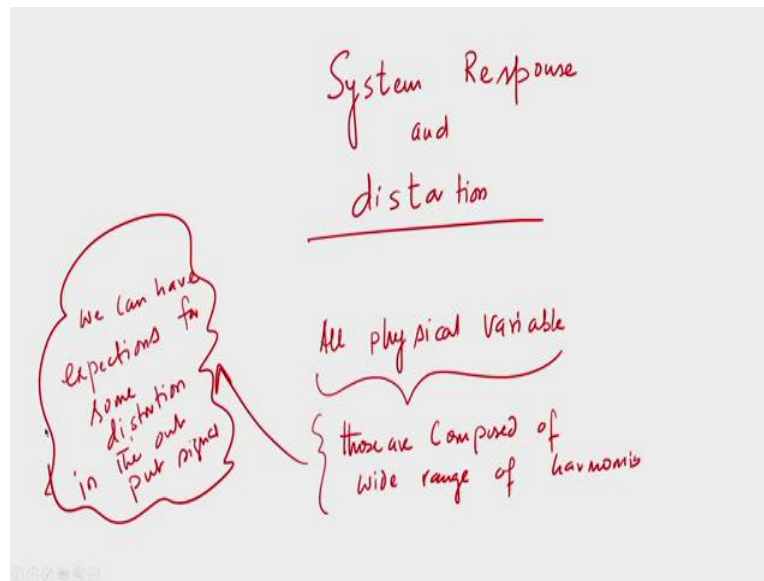 System Response
and
distortion
All physical variable
those are composed of
wide range of harmonis
we can have
expections for
some
distortion
in the out
put signal